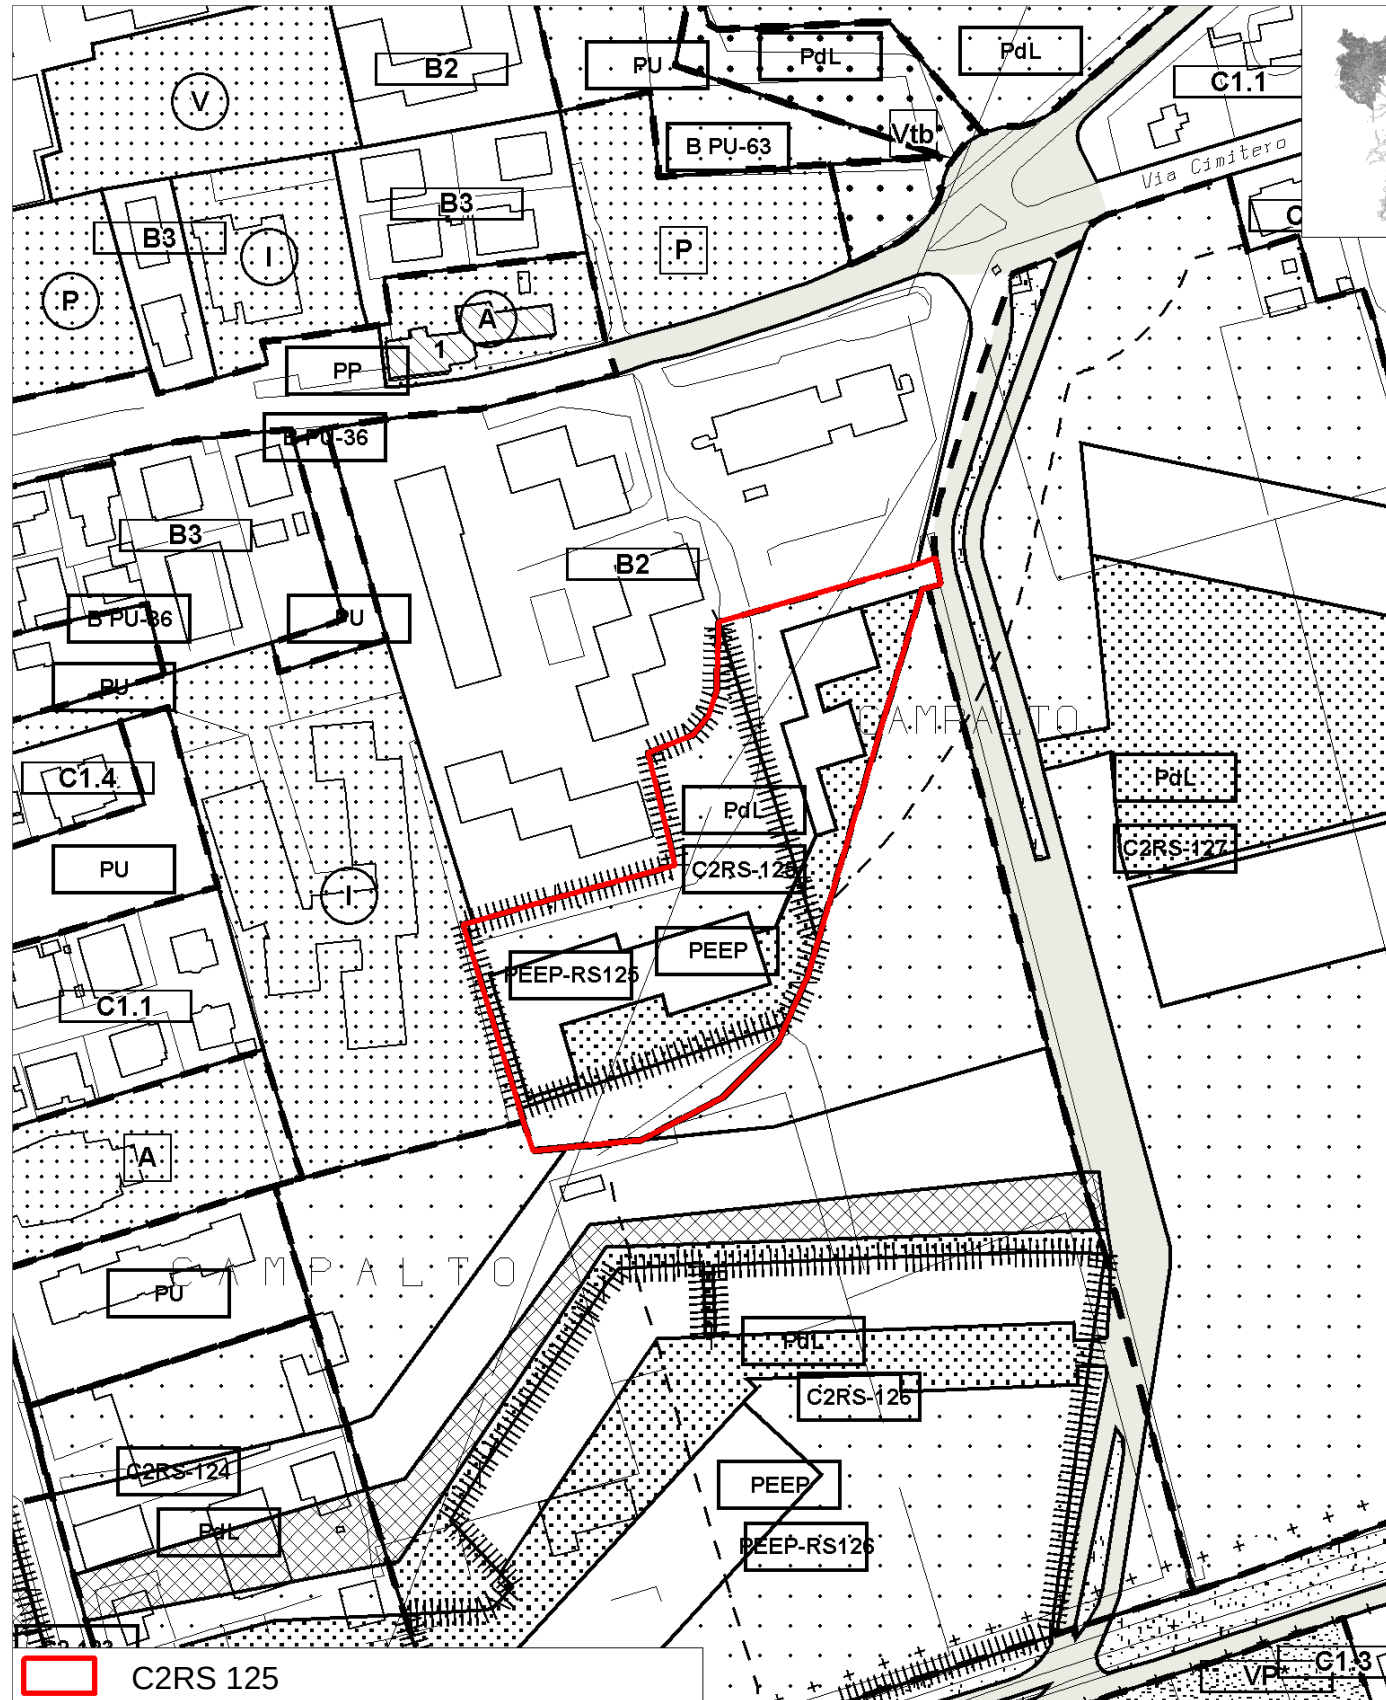 B2
PU
PdL
PdL
C1.1
V
Vtb
B PU-63
Via Cimitero
B3
B3
I
P
P
A
1
PP
B PU-36
B3
B2
B PU-36
PU
PU
CAMPALTO
C1.4
PdL
PdL
PU
C2RS-125
C2RS-127
I
PEEP
PEEP-RS125
C1.1
A
CAMPALTO
PU
PdL
C2RS-126
C2RS-124
PEEP
PdL
PEEP-RS126
C1.3
VP*
C2RS 125